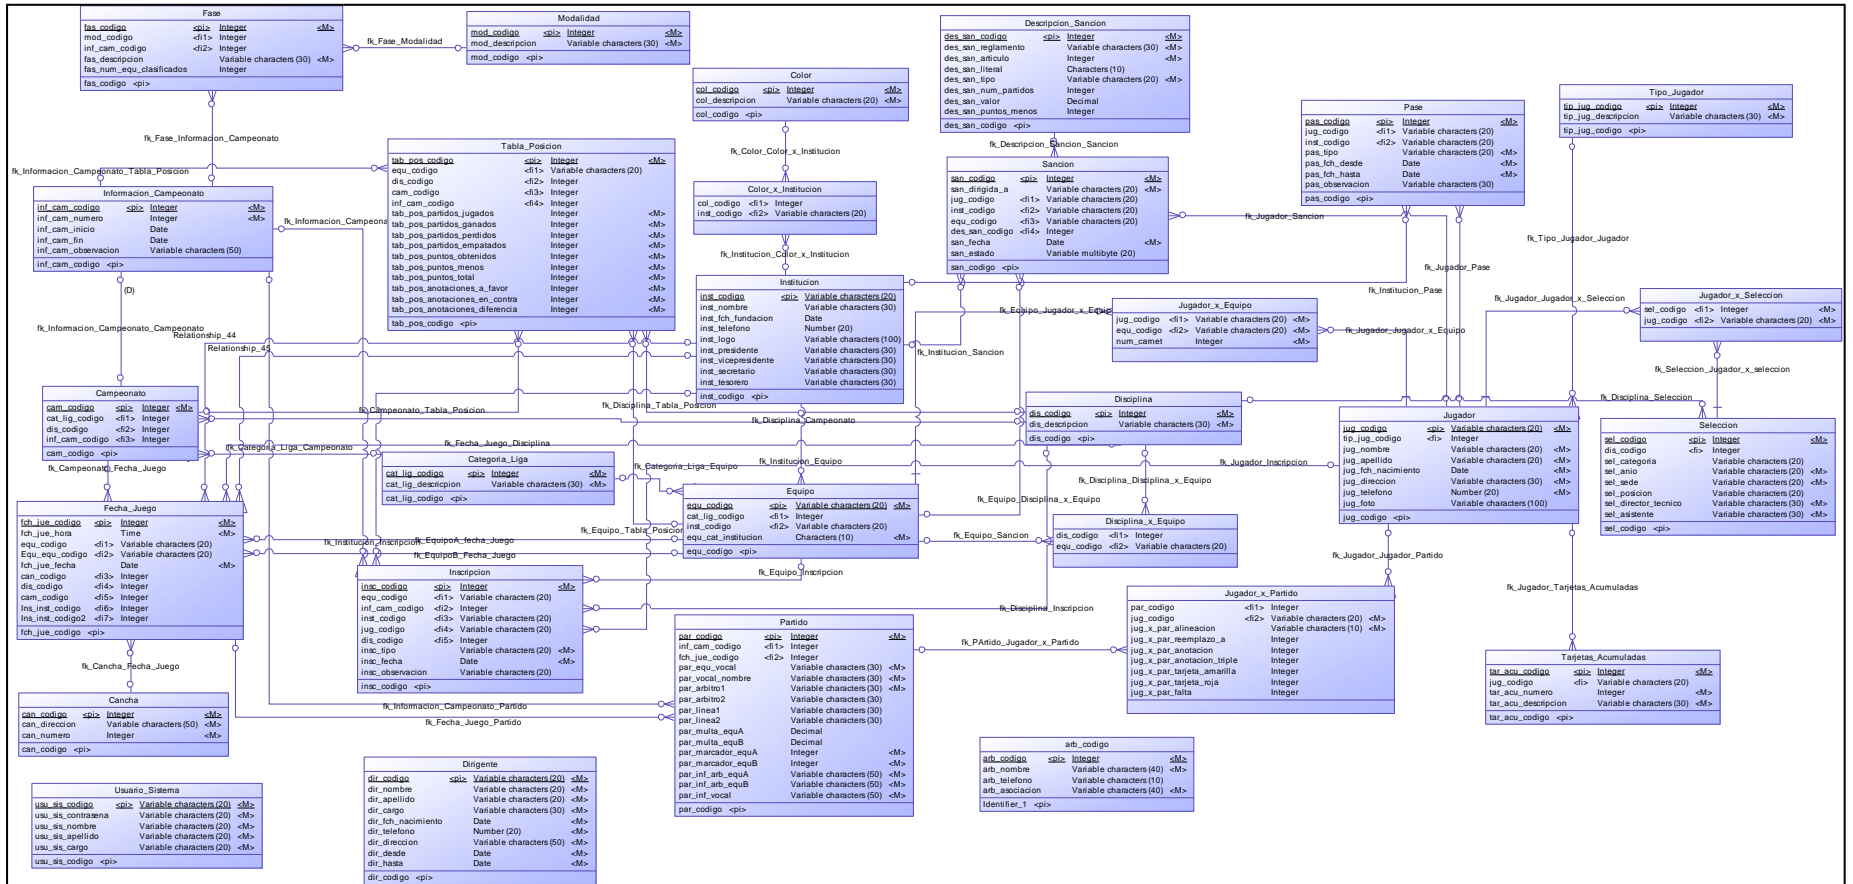 Fase
fas_codigo <pi> Integer <M>
mod_codigo <fi1> Integer
inf_cam_codigo <fi2> Integer
fas_descripcion Variable characters (30) <M>
fas_num_equ_clasificados Integer
fas_codigo <pi>
fk_Fase_Modalidad
Modalidad
mod_codigo <pi> Integer <M>
mod_descripcion Variable characters (30) <M>
mod_codigo <pi>
Color
col_codigo <pi> Integer <M>
col_descripcion Variable characters (20) <M>
col_codigo <pi>
Descripcion_Sancion
des_san_codigo <pi> Integer <M>
des_san_reglamento Variable characters (30) <M>
des_san_articulo Integer <M>
des_san_literal Characters (10)
des_san_tipo Variable characters (20) <M>
des_san_num_partidos Integer
des_san_valor Decimal
des_san_puntos_menos Integer
des_san_codigo <pi>
Pase
pas_codigo <pi> Integer <M>
jug_codigo <fi1> Variable characters (20)
inst_codigo <fi2> Variable characters (20)
pas_tipo Variable characters (20) <M>
pas_fch_desde Date <M>
pas_fch_hasta Date <M>
pas_observacion Variable characters (30)
pas_codigo <pi>
Tipo_Jugador
tip_jug_codigo <pi> Integer <M>
tip_jug_descripcion Variable characters (30) <M>
tip_jug_codigo <pi>
fk_Fase_Informacion_Campeonato
fk_Color_Color_x_Institucion
fk_Descripcion_Sancion_Sancion
fk_Informacion_Campeonato_Tabla_Posicion
Tabla_Posicion
tab_pos_codigo <pi> Integer <M>
equ_codigo <fi1> Variable characters (20)
dis_codigo <fi2> Integer
cam_codigo <fi3> Integer
inf_cam_codigo <fi4> Integer
tab_pos_partidos_jugados Integer <M>
tab_pos_partidos_ganados Integer <M>
tab_pos_partidos_perdidos Integer <M>
tab_pos_partidos_empatados Integer <M>
tab_pos_puntos_obtenidos Integer <M>
tab_pos_puntos_menos Integer <M>
tab_pos_puntos_total Integer <M>
tab_pos_anotaciones_a_favor Integer <M>
tab_pos_anotaciones_en_contra Integer <M>
tab_pos_anotaciones_diferencia Integer <M>
tab_pos_codigo <pi>
Informacion_Campeonato
inf_cam_codigo <pi> Integer <M>
inf_cam_numero Integer <M>
inf_cam_inicio Date
inf_cam_fin Date
inf_cam_observacion Variable characters (50)
inf_cam_codigo <pi>
fk_Informacion_Campeona
Color_x_Institucion
col_codigo <fi1> Integer
inst_codigo <fi2> Variable characters (20)
fk_Institucion_Color_x_Institucion
Sancion
san_codigo <pi> Integer <M>
san_dirigida_a Variable characters (20) <M>
jug_codigo <fi1> Variable characters (20)
inst_codigo <fi2> Variable characters (20)
equ_codigo <fi3> Variable characters (20)
des_san_codigo <fi4> Integer
san_fecha Date <M>
san_estado Variable multibyte (20)
san_codigo <pi>
fk_Jugador_Sancion
fk_Tipo_Jugador_Jugador
fk_Jugador_Pase
fk_Institucion_Pase
Institucion
inst_codigo <pi> Variable characters (20)
inst_nombre Variable characters (30)
inst_fch_fundacion Date
inst_telefono Number (20)
inst_logo Variable characters (100)
inst_presidente Variable characters (30)
inst_vicepresidente Variable characters (30)
inst_secretario Variable characters (30)
inst_tesorero Variable characters (30)
inst_codigo <pi>
fk_Equipo_Jugador_x_Equipo
Jugador_x_Equipo
jug_codigo <fi1> Variable characters (20) <M>
equ_codigo <fi2> Variable characters (20) <M>
num_carnet Integer <M>
fk_Jugador_Jugador_x_Equipo
fk_Jugador_Jugador_x_Seleccion
Jugador_x_Seleccion
sel_codigo <fi1> Integer <M>
jug_codigo <fi2> Variable characters (20) <M>
fk_Seleccion_Jugador_x_seleccion
(D)
fk_Informacion_Campeonato_Campeonato
Relationship_44
Relationship_45
fk_Institucion_Sancion
Campeonato
cam_codigo <pi> Integer <M>
cat_lig_codigo <fi1> Integer
dis_codigo <fi2> Integer
inf_cam_codigo <fi3> Integer
cam_codigo <pi>
fk_Campeonato_Tabla_Posicion
fk_Disciplina_Tabla_Posicion
fk_Disciplina_Campeonato
Disciplina
dis_codigo <pi> Integer <M>
dis_descripcion Variable characters (30) <M>
dis_codigo <pi>
fk_Disciplina_Seleccion
Jugador
jug_codigo <pi> Variable characters (20) <M>
tip_jug_codigo <fi> Integer
jug_nombre Variable characters (20) <M>
jug_apellido Variable characters (20) <M>
jug_fch_nacimiento Date <M>
jug_direccion Variable characters (30) <M>
jug_telefono Number (20) <M>
jug_foto Variable characters (100)
jug_codigo <pi>
Seleccion
sel_codigo <pi> Integer <M>
dis_codigo <fi> Integer
sel_categoria Variable characters (20)
sel_anio Variable characters (20) <M>
sel_sede Variable characters (20) <M>
sel_posicion Variable characters (20)
sel_director_tecnico Variable characters (30) <M>
sel_asistente Variable characters (30) <M>
sel_codigo <pi>
fk_Categoria_Liga_Campeonato
fk_Fecha_Juego_Disciplina
fk_Campeonato_Fecha_Juego
Categoria_Liga
cat_lig_codigo <pi> Integer <M>
cat_lig_descricpion Variable characters (30) <M>
cat_lig_codigo <pi>
fk_Categoria_Liga_Equipo
fk_Institucion_Equipo
fk_Jugador_Inscripcion
fk_Disciplina_Disciplina_x_Equipo
Equipo
equ_codigo <pi> Variable characters (20) <M>
cat_lig_codigo <fi1> Integer
inst_codigo <fi2> Variable characters (20)
equ_cat_institucion Characters (10) <M>
equ_codigo <pi>
fk_Equipo_Disciplina_x_Equipo
fk_Equipo_Sancion
Disciplina_x_Equipo
dis_codigo <fi1> Integer
equ_codigo <fi2> Variable characters (20)
Fecha_Juego
fch_jue_codigo <pi> Integer <M>
fch_jue_hora Time <M>
equ_codigo <fi1> Variable characters (20)
Equ_equ_codigo <fi2> Variable characters (20)
fch_jue_fecha Date <M>
can_codigo <fi3> Integer
dis_codigo <fi4> Integer
cam_codigo <fi5> Integer
Ins_inst_codigo <fi6> Integer
Ins_inst_codigo2 <fi7> Integer
fch_jue_codigo <pi>
fk_Equipo_Tabla_Posicion
fk_EquipoA_fecha_Juego
fk_Institucion_Inscripcion
fk_EquipoB_Fecha_Juego
fk_Equipo_Inscripcion
fk_Jugador_Jugador_Partido
Inscripcion
insc_codigo <pi> Integer <M>
equ_codigo <fi1> Variable characters (20)
inf_cam_codigo <fi2> Integer
inst_codigo <fi3> Variable characters (20)
jug_codigo <fi4> Variable characters (20)
dis_codigo <fi5> Integer
insc_tipo Variable characters (20) <M>
insc_fecha Date <M>
insc_observacion Variable characters (20)
insc_codigo <pi>
fk_Disciplina_Inscripcion
Jugador_x_Partido
par_codigo <fi1> Integer
jug_codigo <fi2> Variable characters (20) <M>
jug_x_par_alineacion Variable characters (10) <M>
jug_x_par_reemplazo_a Integer
jug_x_par_anotacion Integer
jug_x_par_anotacion_triple Integer
jug_x_par_tarjeta_amarilla Integer
jug_x_par_tarjeta_roja Integer
jug_x_par_falta Integer
fk_Jugador_Tarjetas_Acumuladas
fk_PArtido_Jugador_x_Partido
Partido
par_codigo <pi> Integer <M>
inf_cam_codigo <fi1> Integer
fch_jue_codigo <fi2> Integer
par_equ_vocal Variable characters (30) <M>
par_vocal_nombre Variable characters (30) <M>
par_arbitro1 Variable characters (30) <M>
par_arbitro2 Variable characters (30)
par_linea1 Variable characters (30)
par_linea2 Variable characters (30)
par_multa_equA Decimal
par_multa_equB Decimal
par_marcador_equA Integer <M>
par_marcador_equB Integer <M>
par_inf_arb_equA Variable characters (50) <M>
par_inf_arb_equB Variable characters (50) <M>
par_inf_vocal Variable characters (50) <M>
par_codigo <pi>
Tarjetas_Acumuladas
tar_acu_codigo <pi> Integer <M>
jug_codigo <fi> Variable characters (20)
tar_acu_numero Integer <M>
tar_acu_descripcion Variable characters (30) <M>
tar_acu_codigo <pi>
fk_Cancha_Fecha_Juego
Cancha
can_codigo <pi> Integer <M>
can_direccion Variable characters (50) <M>
can_numero Integer <M>
can_codigo <pi>
fk_Informacion_Campeonato_Partido
fk_Fecha_Juego_Partido
arb_codigo
arb_codigo <pi> Integer <M>
arb_nombre Variable characters (40) <M>
arb_telefono Variable characters (10)
arb_asociacion Variable characters (40) <M>
Identifier_1 <pi>
Dirigente
dir_codigo <pi> Variable characters (20) <M>
dir_nombre Variable characters (20) <M>
dir_apellido Variable characters (20) <M>
dir_cargo Variable characters (30) <M>
dir_fch_nacimiento Date <M>
dir_telefono Number (20) <M>
dir_direccion Variable characters (50) <M>
dir_desde Date <M>
dir_hasta Date <M>
dir_codigo <pi>
Usuario_Sistema
usu_sis_codigo <pi> Variable characters (20) <M>
usu_sis_contrasena Variable characters (20) <M>
usu_sis_nombre Variable characters (20) <M>
usu_sis_apellido Variable characters (20) <M>
usu_sis_cargo Variable characters (20) <M>
usu_sis_codigo <pi>